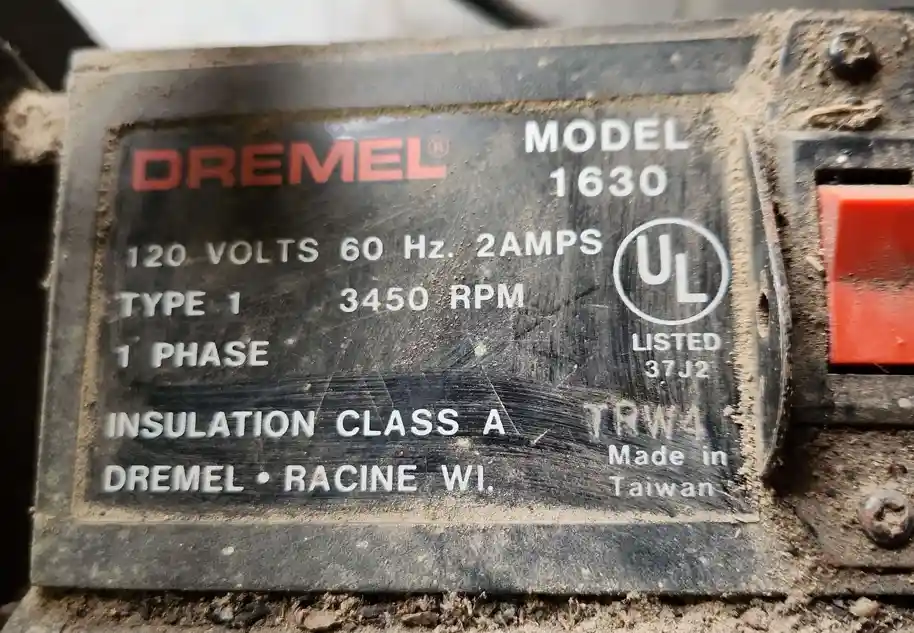 DREMEL®
MODEL
1630
120 VOLTS 60 Hz. 2AMPS
TYPE 1 3450 RPM
1 PHASE
UL
LISTED
37J2
INSULATION CLASS A
TRW4
DREMEL • RACINE WI.
Made in
Taiwan